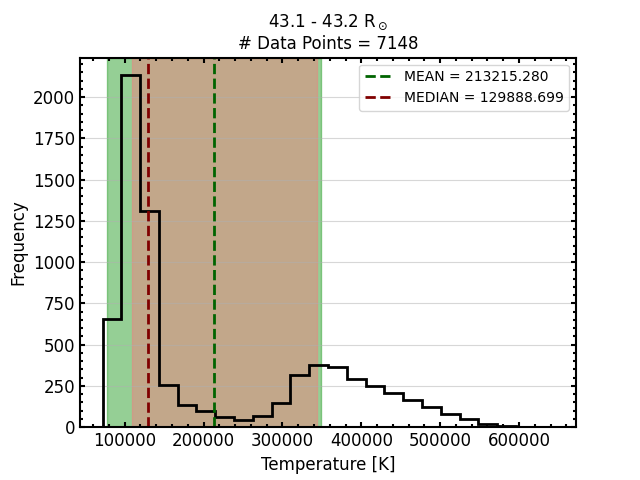 43.1 - 43.2 R⊙
# Data Points = 7148
MEAN = 213215.280
MEDIAN = 129888.699
Frequency
2000
1750
1500
1250
1000
750
500
250
0
100000 200000 300000 400000 500000 600000
Temperature [K]